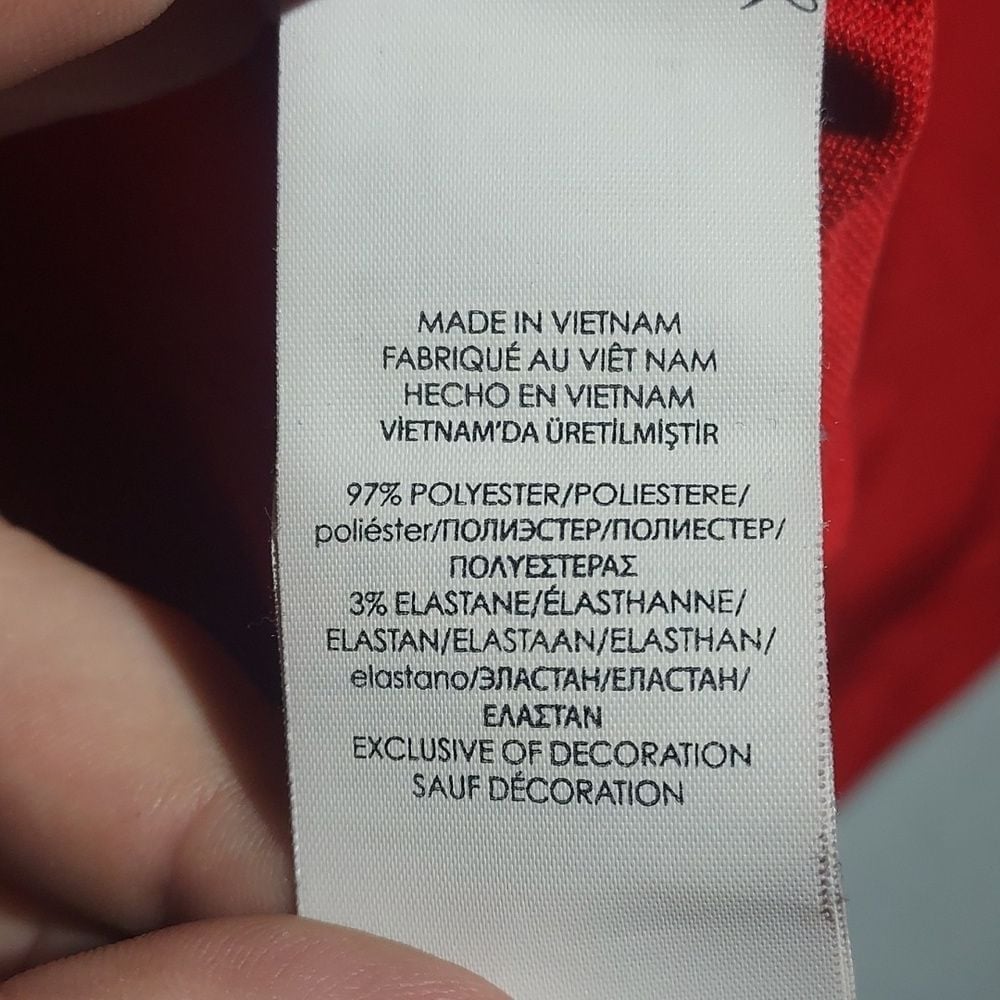 MADE IN VIETNAM
FABRIQUÉ AU VIÊT NAM
HECHO EN VIETNAM
VİETNAM'DA ÜRETİLMİŞTİR
97% POLYESTER/POLIESTERE/
poliéster/ПОЛИЭСТЕР/ПОЛИЕСТЕР/
ΠΟΛΥΕΣΤΕΡΑΣ
3% ELASTANE/ÉLASTHANNE/
ELASTAN/ELASTAAN/ELASTHAN/
elastano/ЭЛАСТАН/ЕЛАСТАН/
ΕΛΑΣΤΑΝ
EXCLUSIVE OF DECORATION
SAUF DÉCORATION